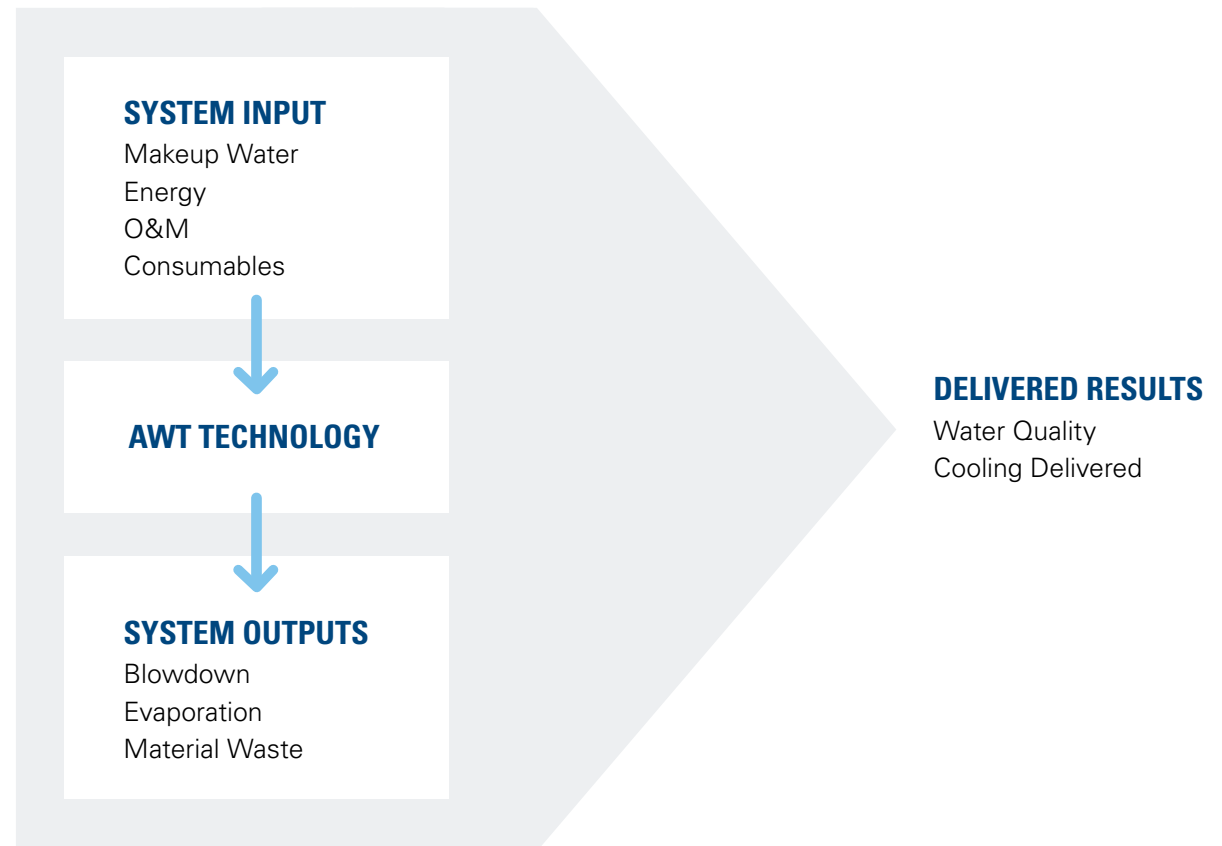 SYSTEM INPUT
Makeup Water
Energy
O&M
Consumables
AWT TECHNOLOGY
SYSTEM OUTPUTS
Blowdown
Evaporation
Material Waste
DELIVERED RESULTS
Water Quality
Cooling Delivered